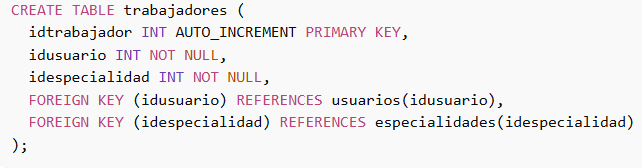 CREATE TABLE trabajadores (
  idtrabajador INT AUTO_INCREMENT PRIMARY KEY,
  idusuario INT NOT NULL,
  idespecialidad INT NOT NULL,
  FOREIGN KEY (idusuario) REFERENCES usuarios(idusuario),
  FOREIGN KEY (idespecialidad) REFERENCES especialidades(idespecialidad)
);